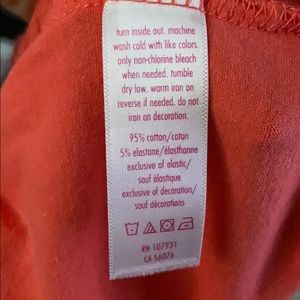 turn inside out. machine
wash cold with like colors.
only non-chlorine bleach
when needed. tumble
dry low. warm iron on
reverse if needed. do not
iron on decoration.
95% cotton/coton
5% elastane/élasthanne
exclusive of elastic/
sauf élastique
exclusive of decoration/
sauf décorations
RN 107931
CA 56076